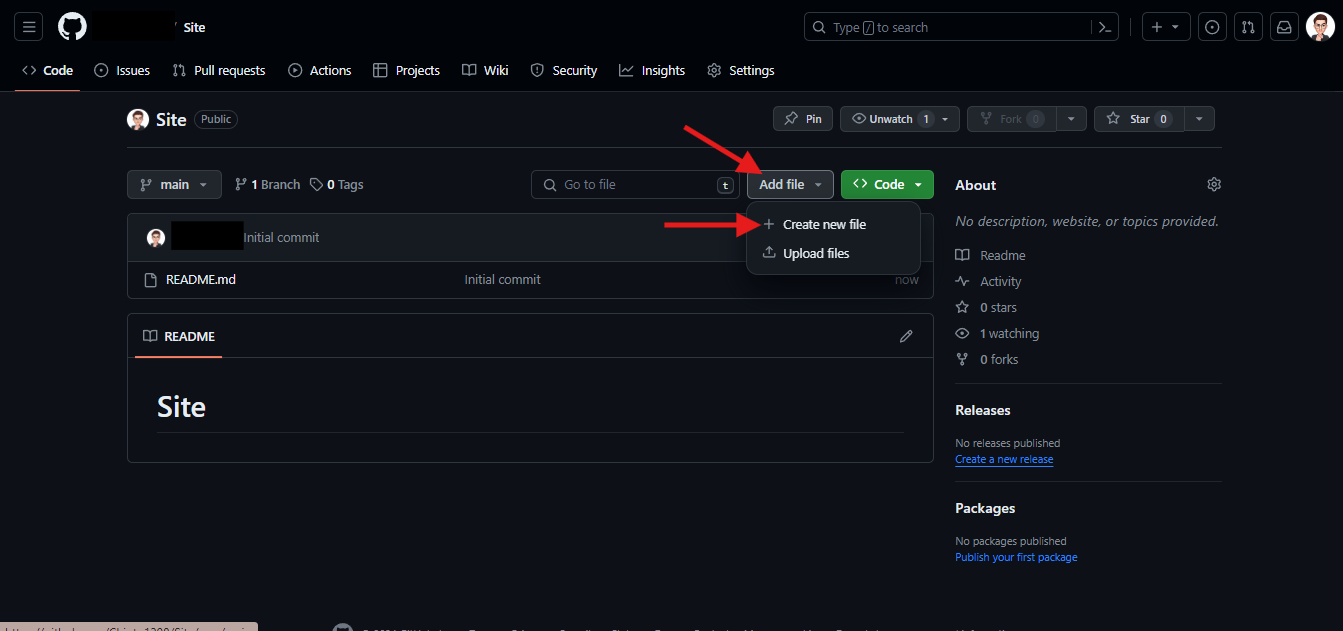 / Site
Type / to search
Code
Issues
Pull requests
Actions
Projects
Wiki
Security
Insights
Settings
Site Public
Pin
Unwatch 1
Fork 0
Star 0
main
1 Branch
0 Tags
Go to file t
Add file
Code
Create new file
Upload files
Initial commit
README.md Initial commit now
README
Site
About
No description, website, or topics provided.
Readme
Activity
0 stars
1 watching
0 forks
Releases
No releases published
Create a new release
Packages
No packages published
Publish your first package